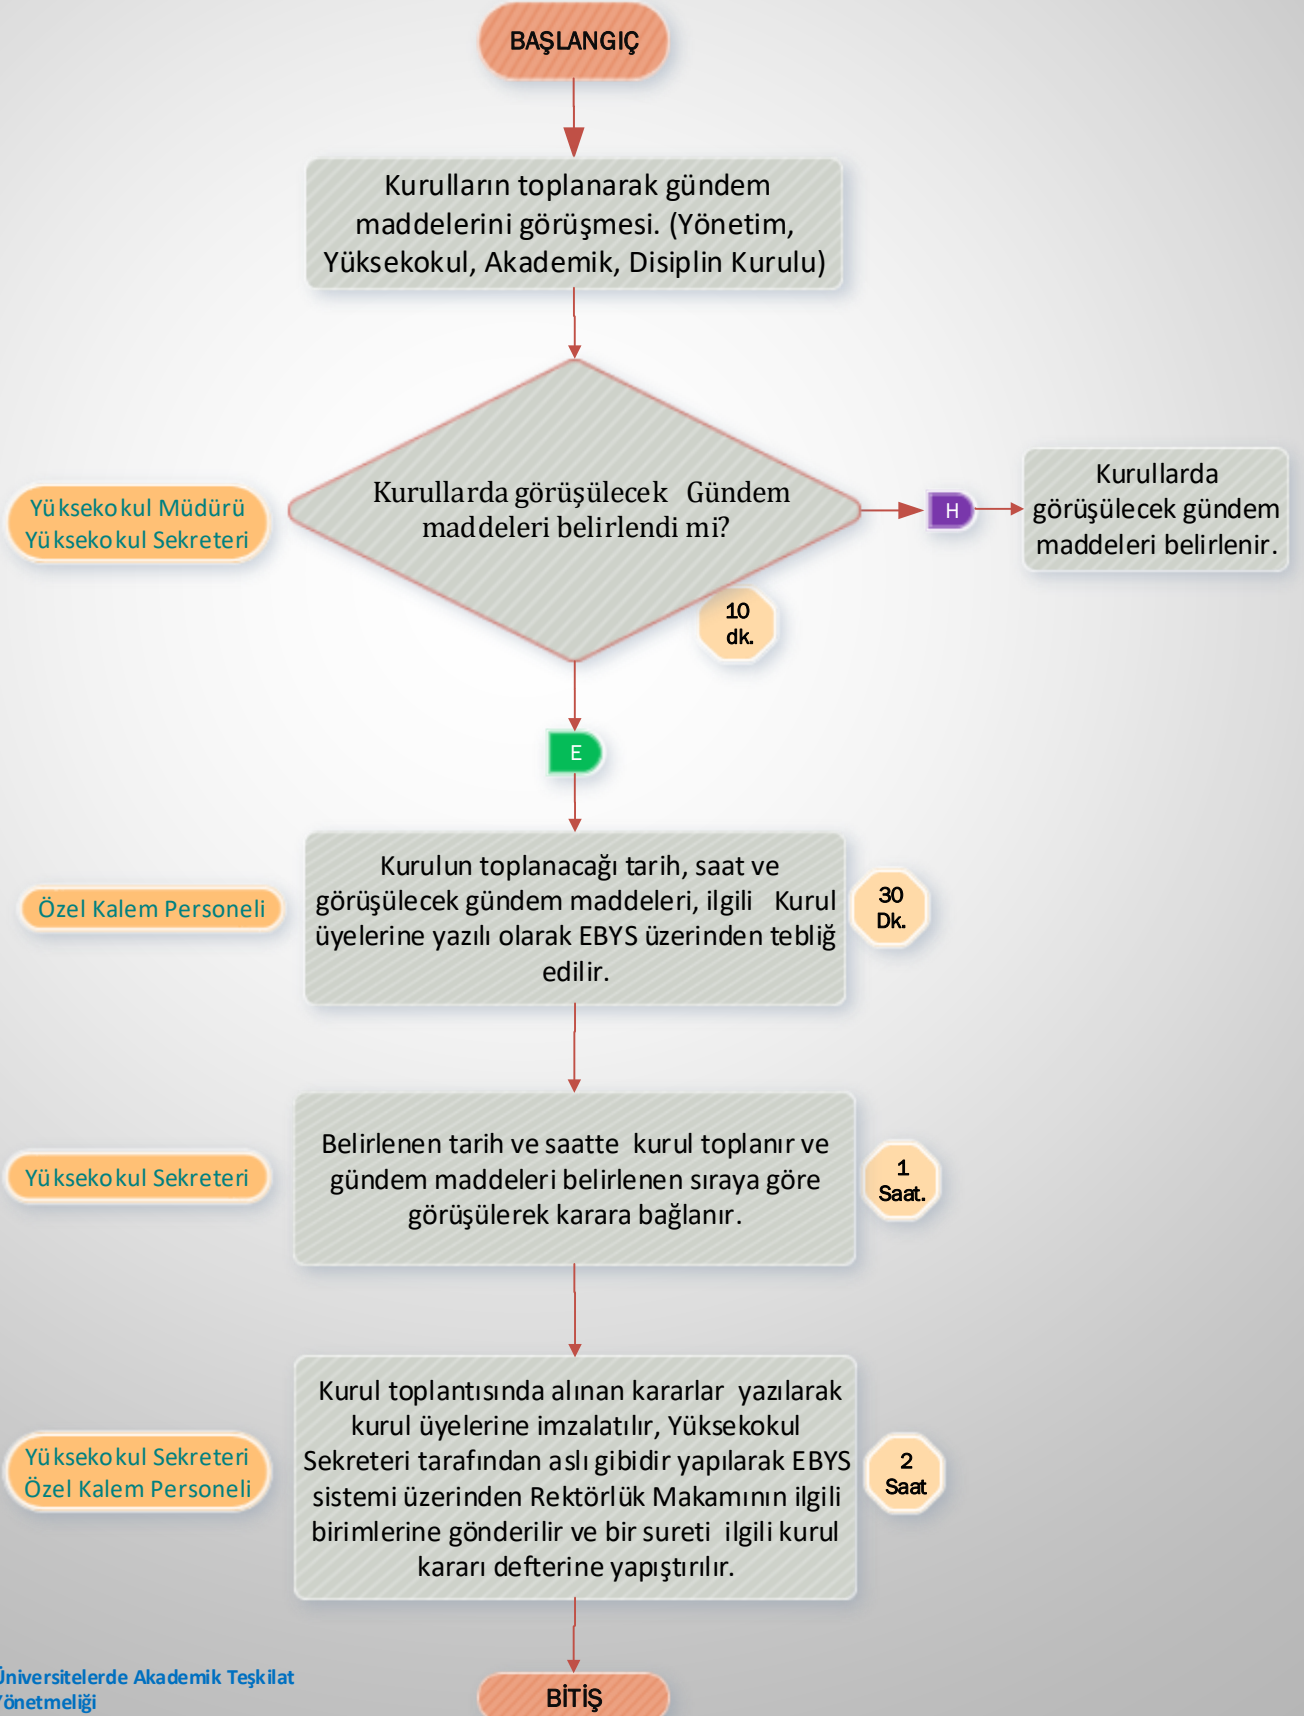 BAŞLANGIÇ
Kurulların toplanarak gündem
maddelerini görüşmesi. (Yönetim,
Yüksekokul, Akademik, Disiplin Kurulu)
Yüksekokul Müdürü
Yüksekokul Sekreteri
Kurullarda görüşülecek Gündem
maddeleri belirlendi mi?
H
Kurullarda
görüşülecek gündem
maddeleri belirlenir.
10
dk.
E
Özel Kalem Personeli
Kurulun toplanacağı tarih, saat ve
görüşülecek gündem maddeleri, ilgili Kurul
üyelerine yazılı olarak EBYS üzerinden tebliğ
edilir.
30
Dk.
Yüksekokul Sekreteri
Belirlenen tarih ve saatte kurul toplanır ve
gündem maddeleri belirlenen sıraya göre
görüşülerek karara bağlanır.
1
Saat.
Yüksekokul Sekreteri
Özel Kalem Personeli
Kurul toplantısında alınan kararlar yazılarak
kurul üyelerine imzalatılır, Yüksekokul
Sekreteri tarafından aslı gibidir yapılarak EBYS
sistemi üzerinden Rektörlük Makamının ilgili
birimlerine gönderilir ve bir sureti ilgili kurul
kararı defterine yapıştırılır.
2
Saat
Üniversitelerde Akademik Teşkilat
Yönetmeliği
BİTİŞ